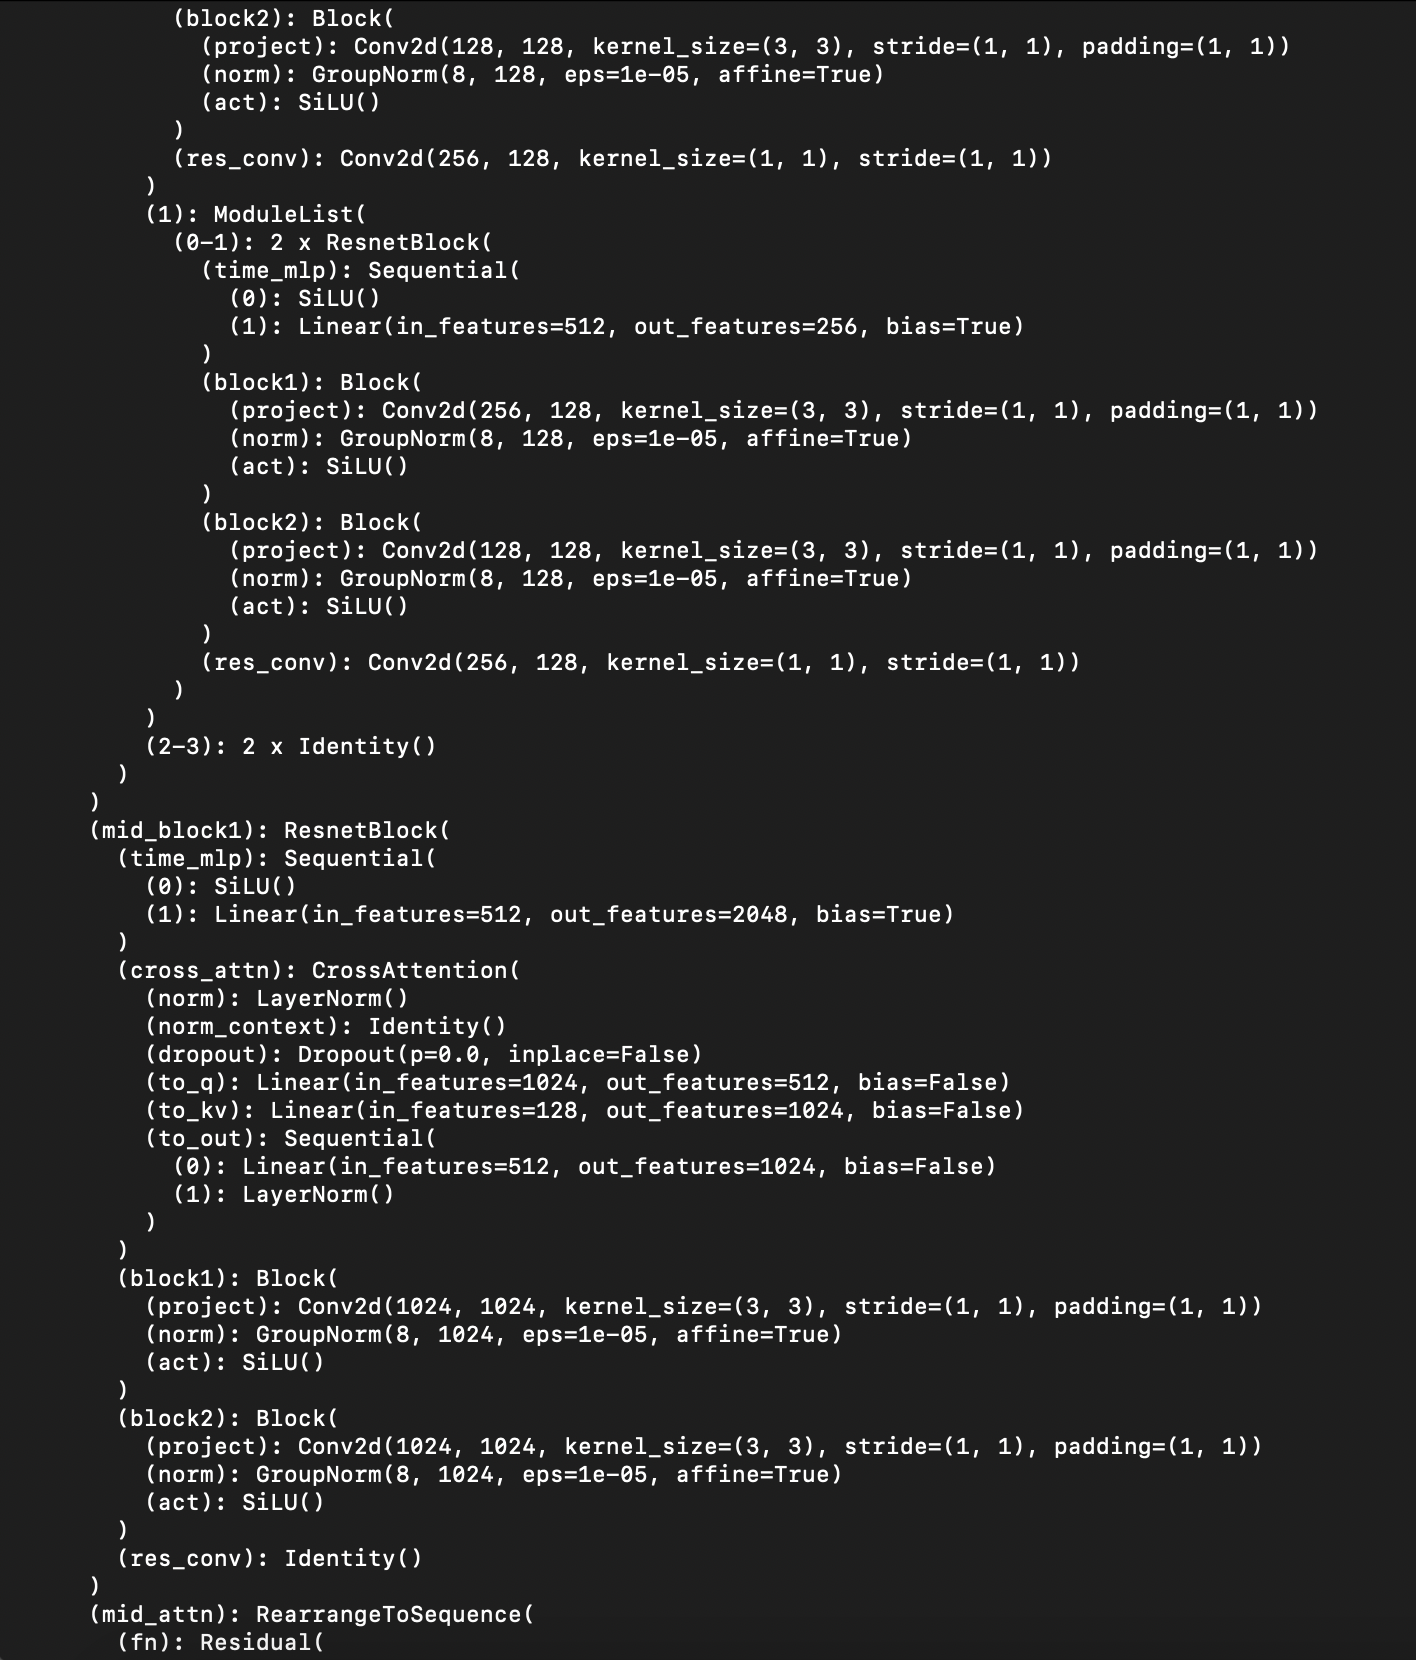 (block2): Block(
(project): Conv2d(128, 128, kernel_size=(3, 3), stride=(1, 1), padding=(1, 1))
(norm): GroupNorm(8, 128, eps=1e-05, affine=True)
(act): SiLU()
)
(res_conv): Conv2d(256, 128, kernel_size=(1, 1), stride=(1, 1))
)
(1): ModuleList(
(0-1): 2 x ResnetBlock(
(time_mlp): Sequential(
(0): SiLU()
(1): Linear(in_features=512, out_features=256, bias=True)
)
(block1): Block(
(project): Conv2d(256, 128, kernel_size=(3, 3), stride=(1, 1), padding=(1, 1))
(norm): GroupNorm(8, 128, eps=1e-05, affine=True)
(act): SiLU()
)
(block2): Block(
(project): Conv2d(128, 128, kernel_size=(3, 3), stride=(1, 1), padding=(1, 1))
(norm): GroupNorm(8, 128, eps=1e-05, affine=True)
(act): SiLU()
)
(res_conv): Conv2d(256, 128, kernel_size=(1, 1), stride=(1, 1))
)
)
(2-3): 2 x Identity()
)
)
(mid_block1): ResnetBlock(
(time_mlp): Sequential(
(0): SiLU()
(1): Linear(in_features=512, out_features=2048, bias=True)
)
(cross_attn): CrossAttention(
(norm): LayerNorm()
(norm_context): Identity()
(dropout): Dropout(p=0.0, inplace=False)
(to_q): Linear(in_features=1024, out_features=512, bias=False)
(to_kv): Linear(in_features=128, out_features=1024, bias=False)
(to_out): Sequential(
(0): Linear(in_features=512, out_features=1024, bias=False)
(1): LayerNorm()
)
)
(block1): Block(
(project): Conv2d(1024, 1024, kernel_size=(3, 3), stride=(1, 1), padding=(1, 1))
(norm): GroupNorm(8, 1024, eps=1e-05, affine=True)
(act): SiLU()
)
(block2): Block(
(project): Conv2d(1024, 1024, kernel_size=(3, 3), stride=(1, 1), padding=(1, 1))
(norm): GroupNorm(8, 1024, eps=1e-05, affine=True)
(act): SiLU()
)
(res_conv): Identity()
)
(mid_attn): RearrangeToSequence(
(fn): Residual(